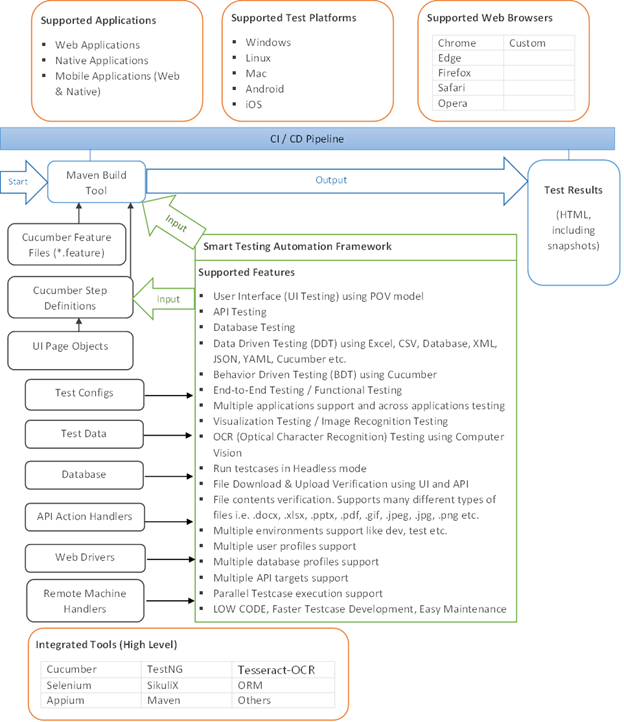 Supported Applications
▪ Web Applications
▪ Native Applications
▪ Mobile Applications (Web
& Native)
Supported Test Platforms
▪ Windows
▪ Linux
▪ Mac
▪ Android
▪ iOS
Supported Web Browsers
Chrome Custom
Edge
Firefox
Safari
Opera
CI / CD Pipeline
Start
Maven Build
Tool
Output
Test Results
(HTML,
including
snapshots)
Input
Cucumber Feature
Files (*.feature)
Cucumber Step
Definitions
Input
UI Page Objects
Test Configs
Test Data
Database
API Action Handlers
Web Drivers
Remote Machine
Handlers
Smart Testing Automation Framework
Supported Features
▪ User Interface (UI Testing) using POV model
▪ API Testing
▪ Database Testing
▪ Data Driven Testing (DDT) using Excel, CSV, Database, XML,
JSON, YAML, Cucumber etc.
▪ Behavior Driven Testing (BDT) using Cucumber
▪ End-to-End Testing / Functional Testing
▪ Multiple applications support and across applications testing
▪ Visualization Testing / Image Recognition Testing
▪ OCR (Optical Character Recognition) Testing using Computer
Vision
▪ Run testcases in Headless mode
▪ File Download & Upload Verification using UI and API
▪ File contents verification. Supports many different types of
files i.e. .docx, .xlsx, .pptx, .pdf, .gif, .jpeg, .jpg, .png etc.
▪ Multiple environments support like dev, test etc.
▪ Multiple user profiles support
▪ Multiple database profiles support
▪ Multiple API targets support
▪ Parallel Testcase execution support
▪ LOW CODE, Faster Testcase Development, Easy Maintenance
Integrated Tools (High Level)
Cucumber TestNG Tesseract-OCR
Selenium SikuliX ORM
Appium Maven Others